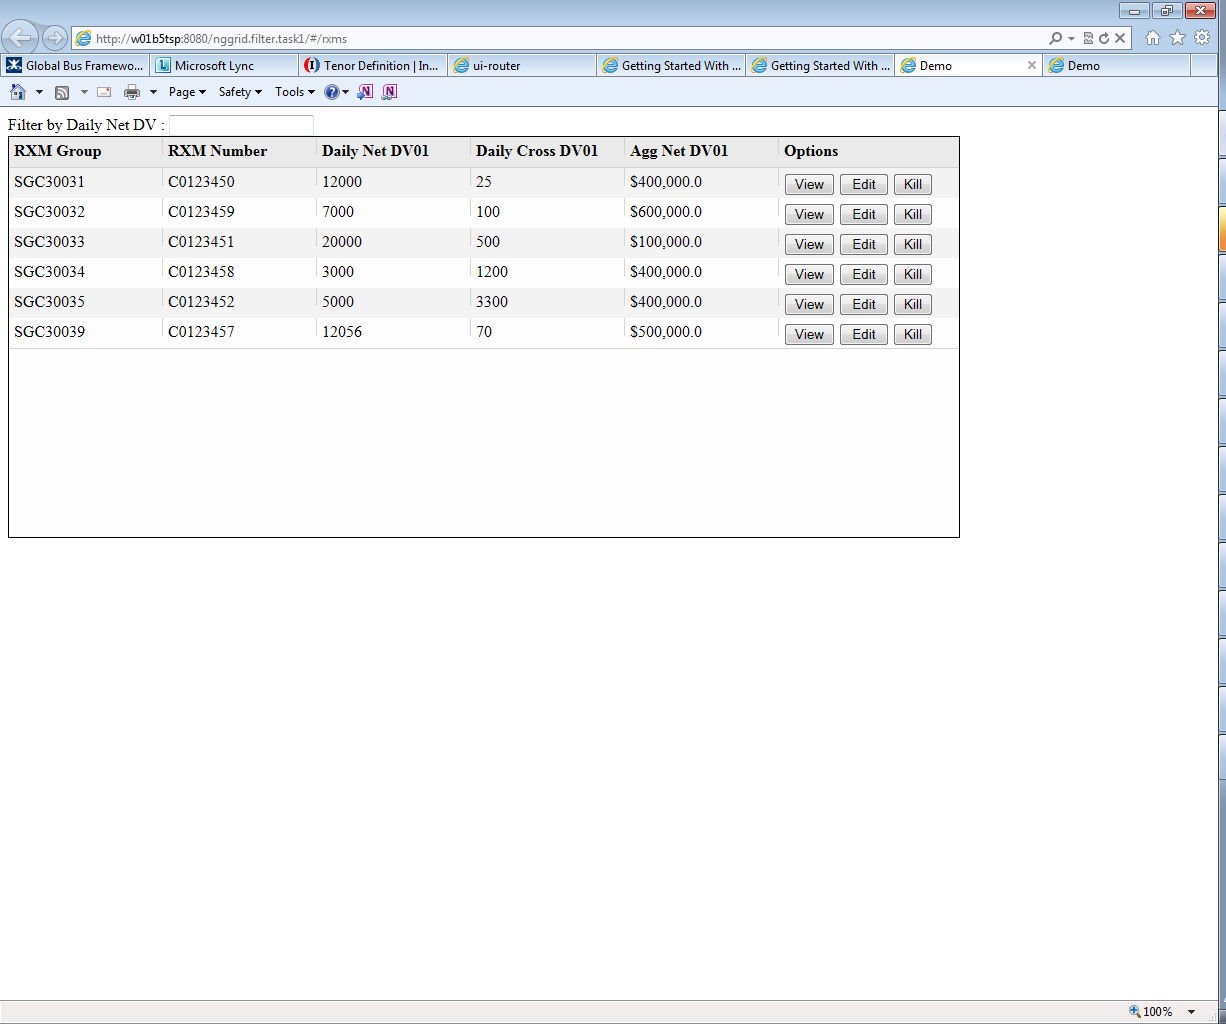 http://w01b5tsp:8080/nggrid.filter.task1/#/rxms
Global Bus Framewo... Microsoft Lync Tenor Definition | In... ui-router Getting Started With ... Getting Started With ... Demo Demo
Page Safety Tools
Filter by Daily Net DV :
RXM Group RXM Number Daily Net DV01 Daily Cross DV01 Agg Net DV01 Options
SGC30031 C0123450 12000 25 $400,000.0 View Edit Kill
SGC30032 C0123459 7000 100 $600,000.0 View Edit Kill
SGC30033 C0123451 20000 500 $100,000.0 View Edit Kill
SGC30034 C0123458 3000 1200 $400,000.0 View Edit Kill
SGC30035 C0123452 5000 3300 $400,000.0 View Edit Kill
SGC30039 C0123457 12056 70 $500,000.0 View Edit Kill
100%